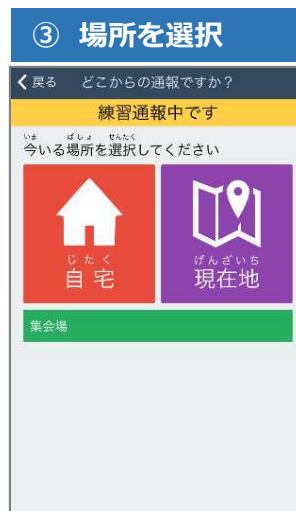 ③ 場所を選択
戻る どこからの通報ですか？
練習通報中です
いま ばしょ せんたく
今いる場所を選択してください
じたく
自宅
げんざいち
現在地
集会場